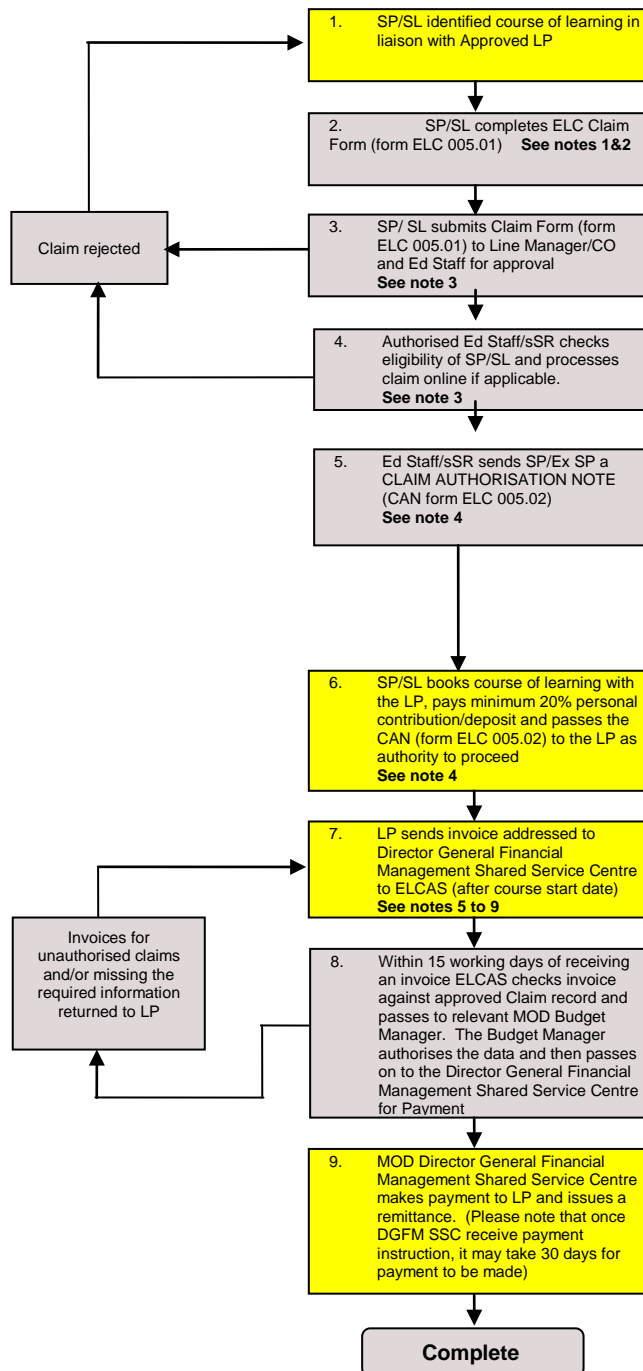 1. SP/SL identified course of learning in
liaison with Approved LP
2. SP/SL completes ELC Claim
Form (form ELC 005.01) See notes 1&2
Claim rejected
3. SP/ SL submits Claim Form (form
ELC 005.01) to Line Manager/CO
and Ed Staff for approval
See note 3
4. Authorised Ed Staff/sSR checks
eligibility of SP/SL and processes
claim online if applicable.
See note 3
5. Ed Staff/sSR sends SP/Ex SP a
CLAIM AUTHORISATION NOTE
(CAN form ELC 005.02)
See note 4
6. SP/SL books course of learning with
the LP, pays minimum 20% personal
contribution/deposit and passes the
CAN (form ELC 005.02) to the LP as
authority to proceed
See note 4
7. LP sends invoice addressed to
Director General Financial
Management Shared Service Centre
to ELCAS (after course start date)
See notes 5 to 9
Invoices for
unauthorised claims
and/or missing the
required information
returned to LP
8. Within 15 working days of receiving
an invoice ELCAS checks invoice
against approved Claim record and
passes to relevant MOD Budget
Manager. The Budget Manager
authorises the data and then passes
on to the Director General Financial
Management Shared Service Centre
for Payment
9. MOD Director General Financial
Management Shared Service Centre
makes payment to LP and issues a
remittance. (Please note that once
DGFM SSC receive payment
instruction, it may take 30 days for
payment to be made)
Complete